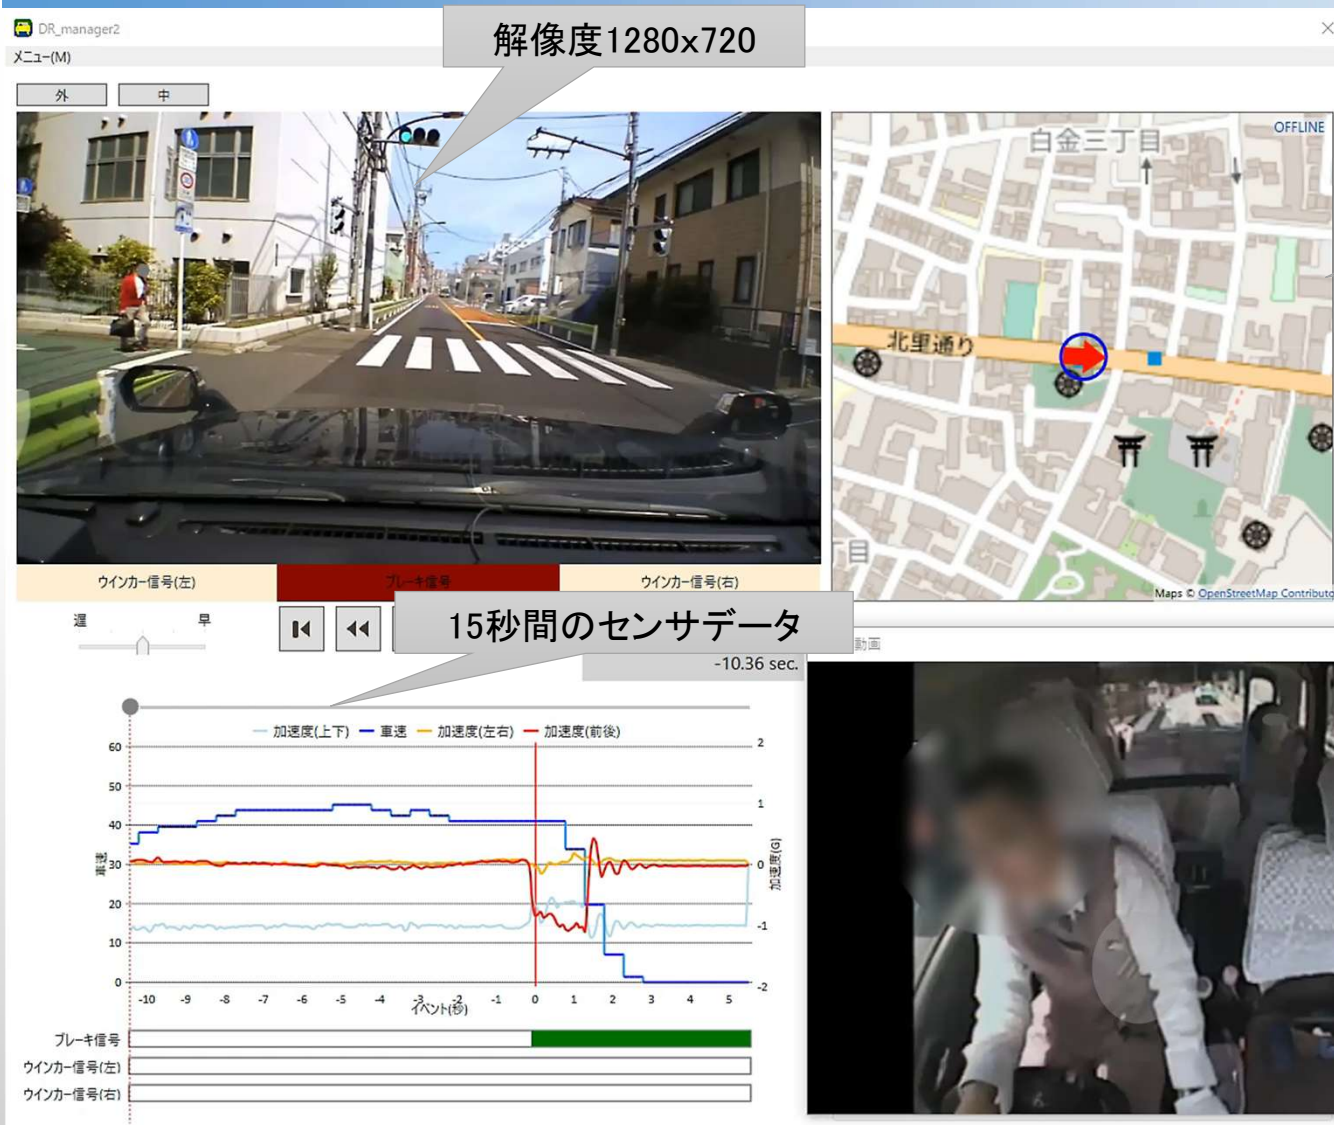 DR_manager2
解像度1280x720
メニュー(M)
外
中
白金三丁目
OFFLINE
北里通り
丁目
Maps © OpenStreetMap Contributo
ウインカー信号(左)
ブレーキ信号
ウインカー信号(右)
遅
早
15秒間のセンサデータ
動画
-10.36 sec.
加速度(上下) 車速 加速度(左右) 加速度(前後)
60
50
40
30
20
10
0
車速
2
1
0
-1
-2
加速度(G)
-10 -9 -8 -7 -6 -5 -4 -3 -2 -1 0 1 2 3 4 5
イベント(秒)
ブレーキ信号
ウインカー信号(左)
ウインカー信号(右)